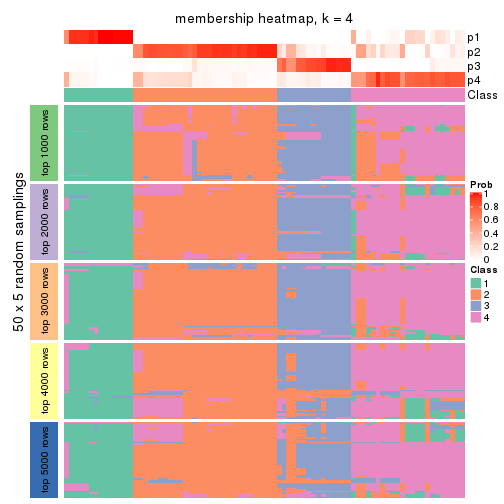 membership heatmap, k = 4
p1
p2
p3
p4
Class
50 x 5 random samplings
top 1000 rows
top 2000 rows
top 3000 rows
top 4000 rows
top 5000 rows
Prob
1
0.8
0.6
0.4
0.2
0
Class
1
2
3
4